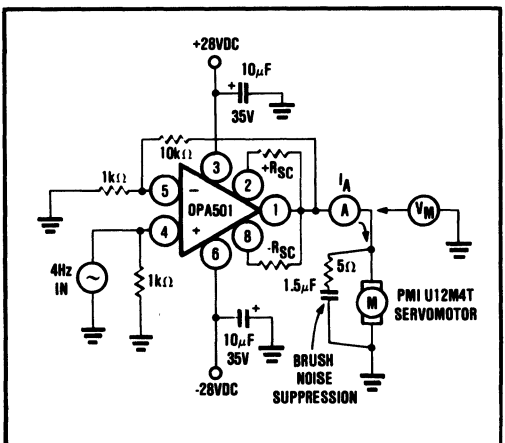 +28VDC
10μF
+
35V
10kΩ
+RSC
1kΩ
3
2
5
−
OPA501
1
IA
A
VM
4
+
8
-RSC
6
4Hz
IN
1kΩ
5Ω
1.5μF
M
PMI U12M4T
SERVOMOTOR
10μF
+
35V
-28VDC
BRUSH
NOISE
SUPPRESSION